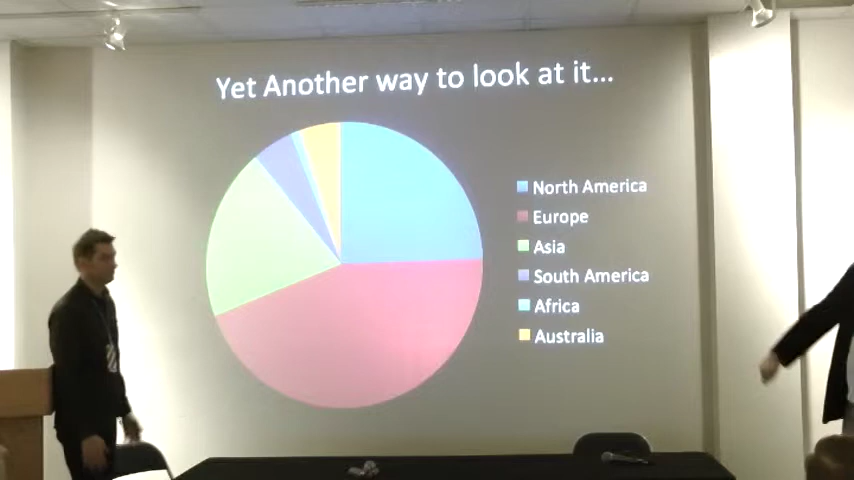 Yet Another way to look at it...
North America
Europe
Asia
South America
Africa
Australia